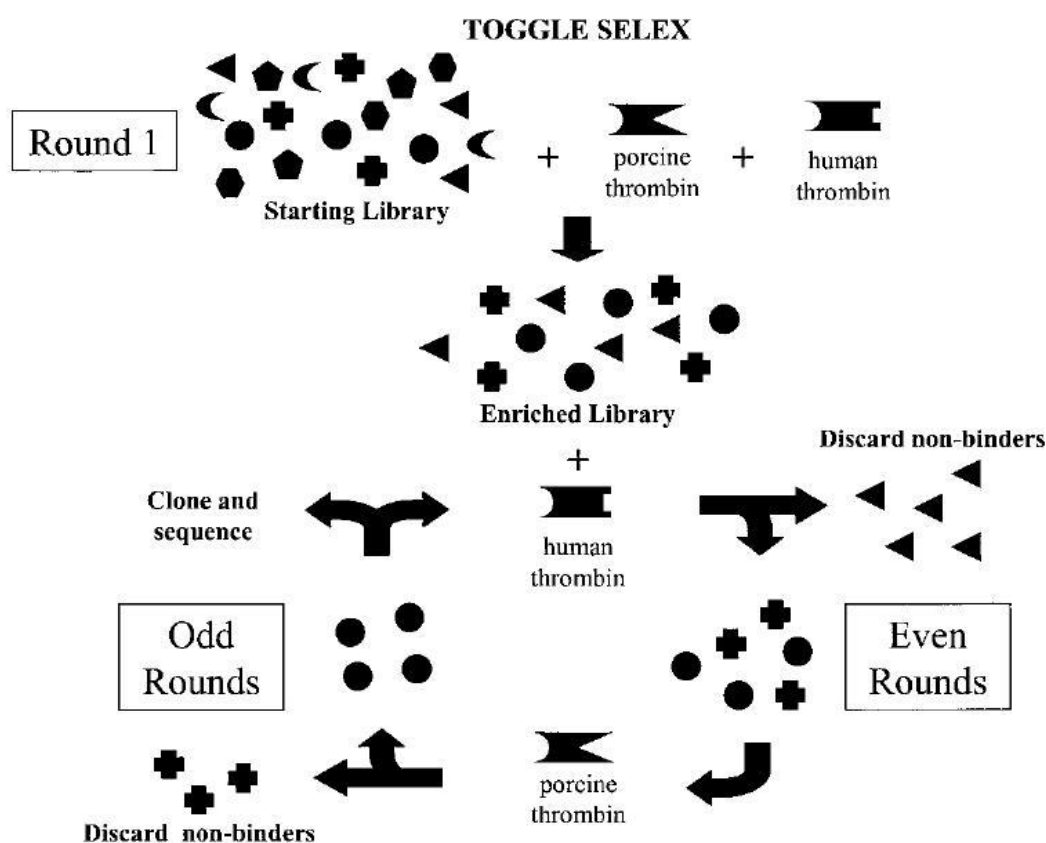 TOGGLE SELEX
Round 1
+
porcine
thrombin
+
human
thrombin
Starting Library
Enriched Library
+
Discard non-binders
Clone and
sequence
human
thrombin
Odd
Rounds
Even
Rounds
porcine
thrombin
Discard non-binders